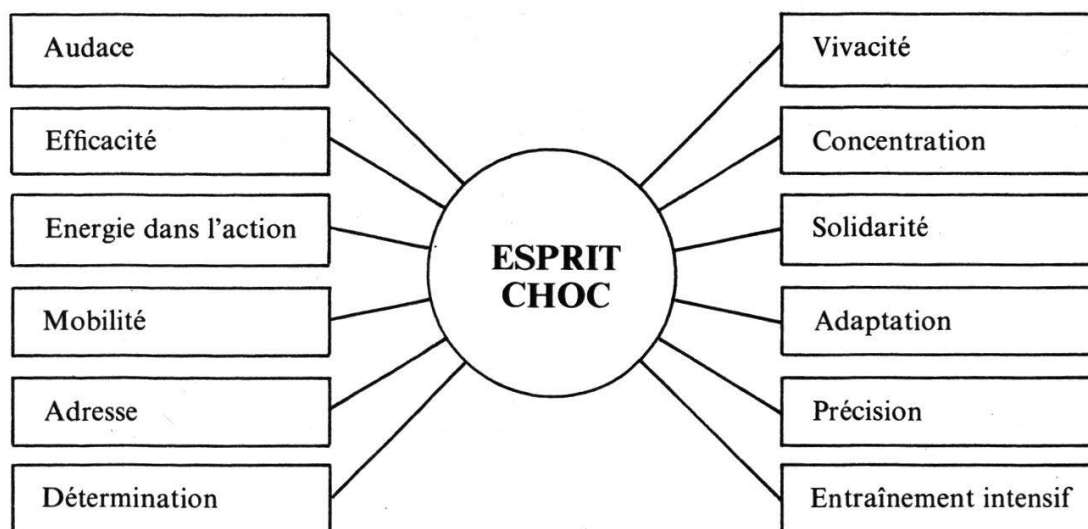 Audace
Efficacité
Energie dans l'action
Mobilité
Adresse
Détermination
ESPRIT
CHOC
Vivacité
Concentration
Solidarité
Adaptation
Précision
Entraînement intensif